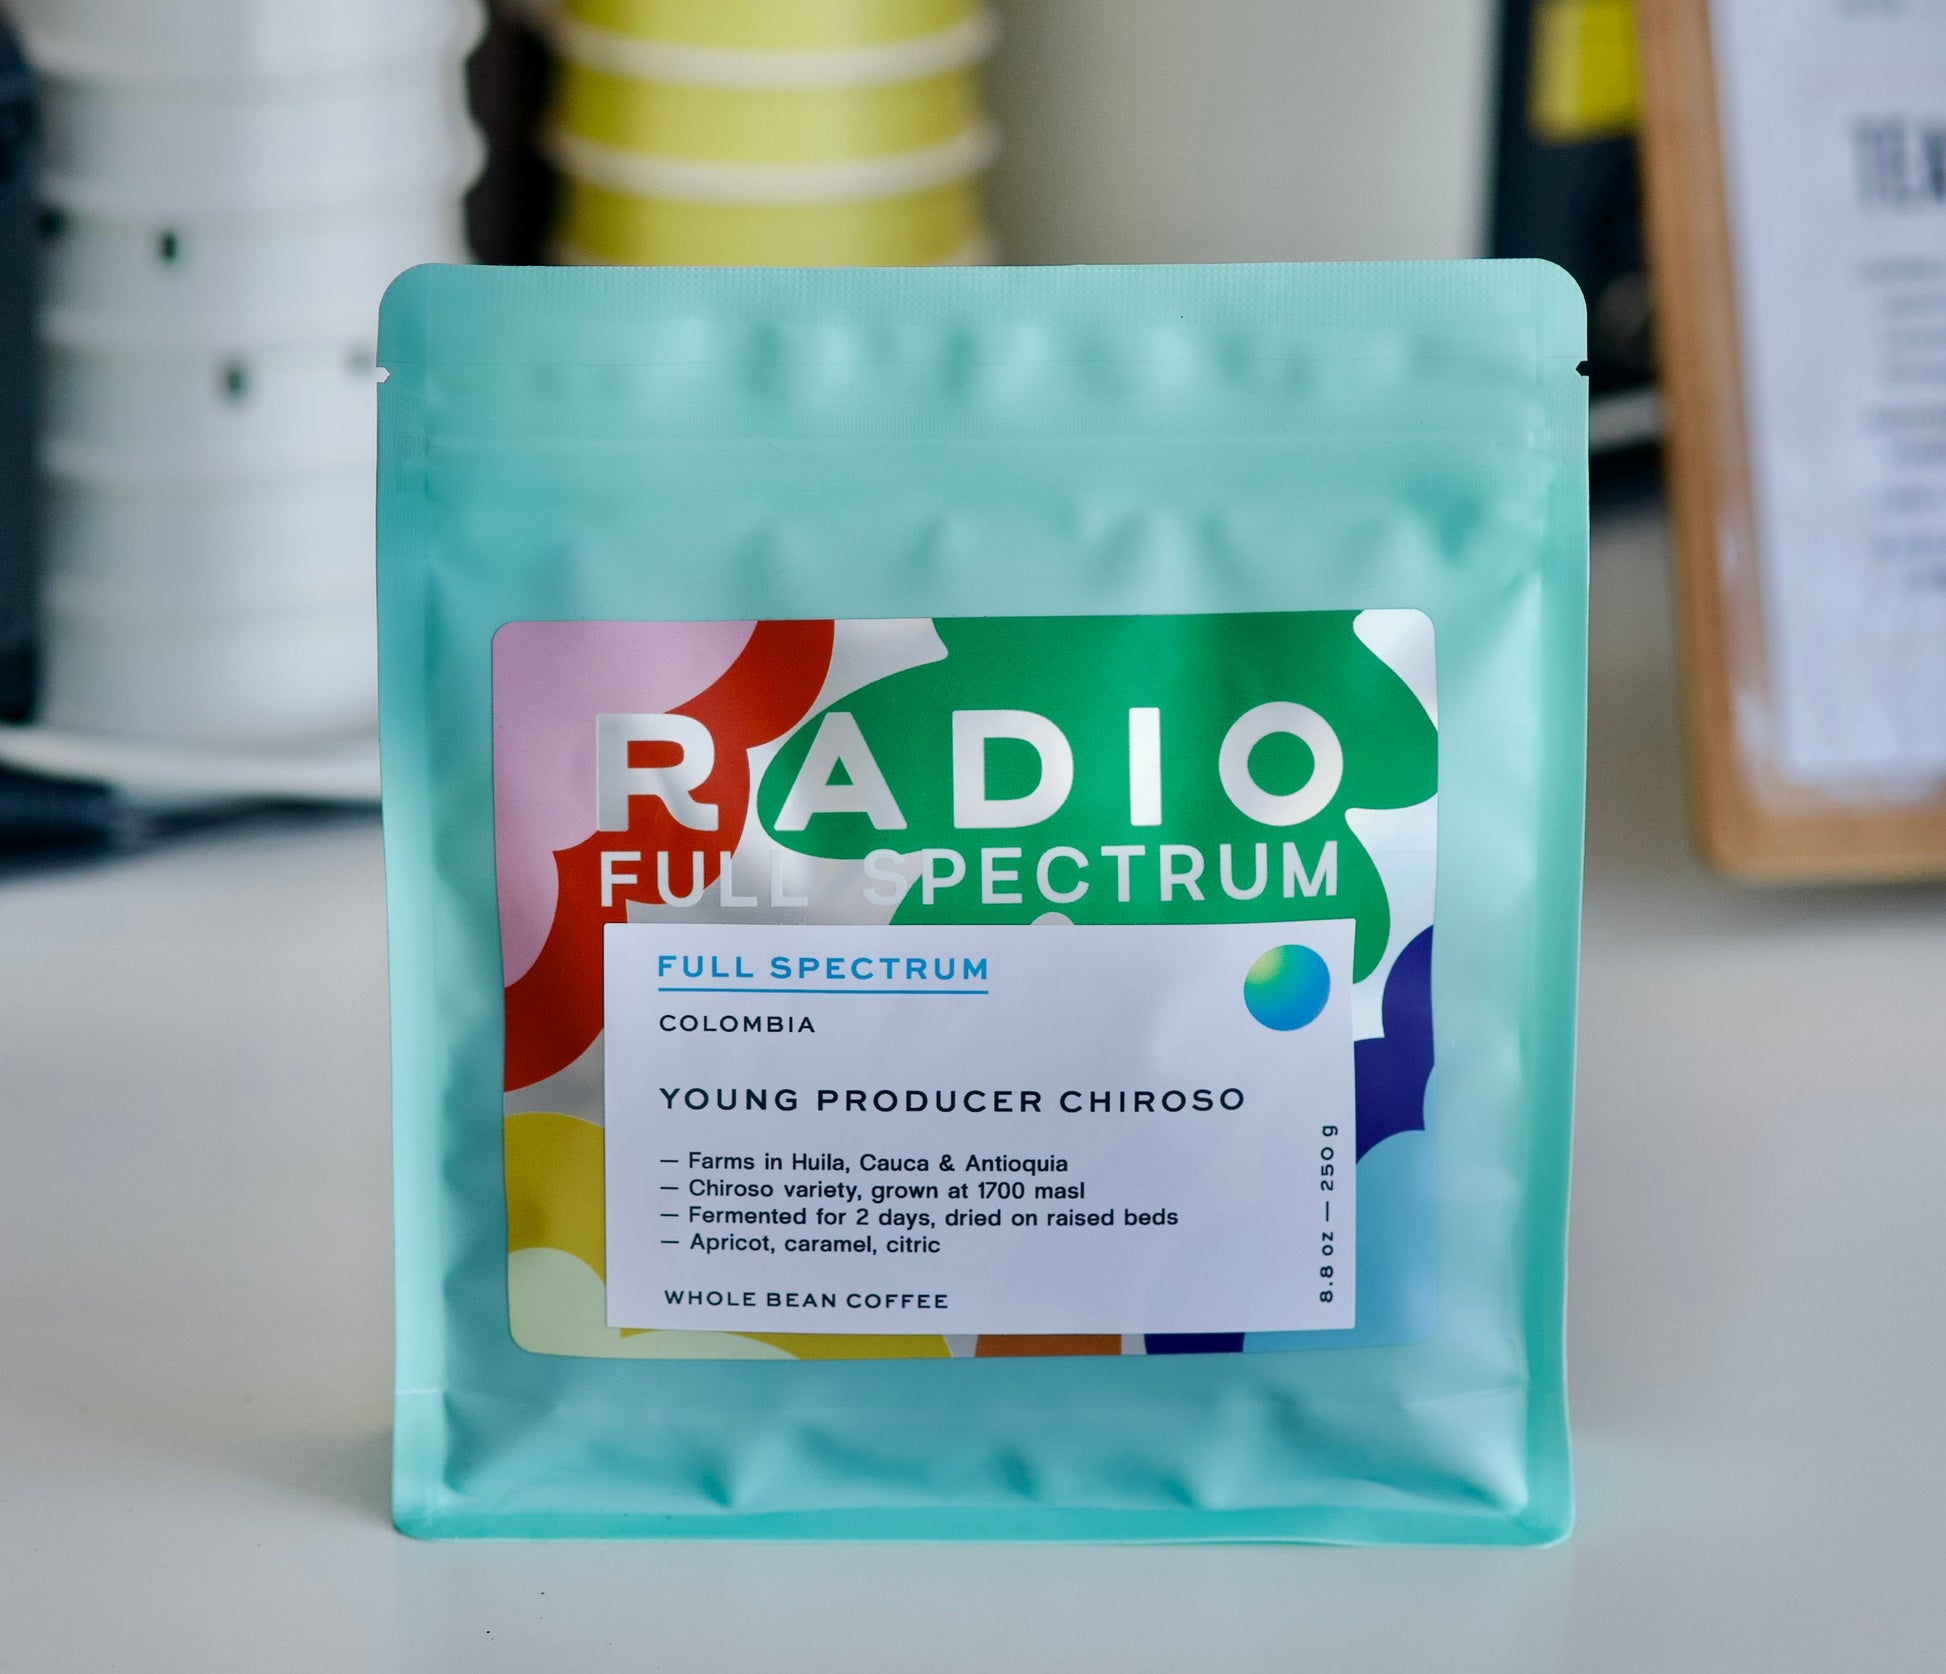 RADIO
FULL SPECTRUM
FULL SPECTRUM
COLOMBIA
YOUNG PRODUCER CHIROSO
— Farms in Huila, Cauca & Antioquia
— Chiroso variety, grown at 1700 masl
— Fermented for 2 days, dried on raised beds
— Apricot, caramel, citric
WHOLE BEAN COFFEE
8.8 oz — 250 g